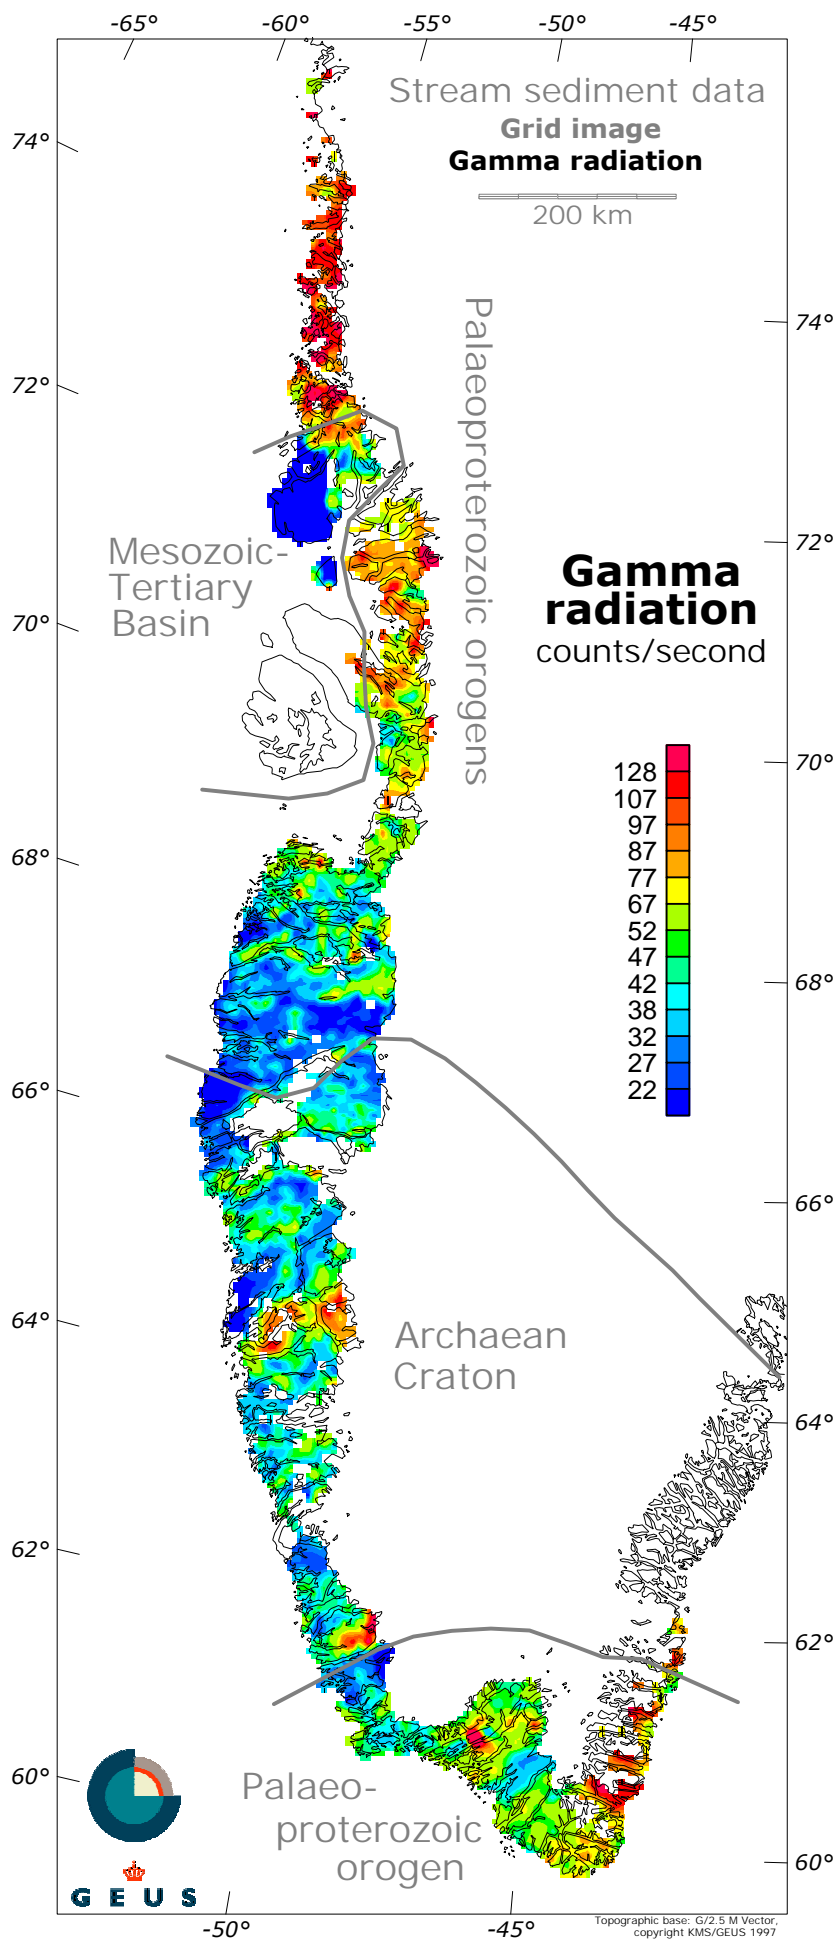 -65° -60° -55° -50° -45°
Stream sediment data
Grid image
Gamma radiation
200 km
74°
74°
72°
72°
70°
70°
68°
68°
66°
66°
64°
64°
62°
62°
60°
60°
Palaeoproterozoic orogens
Mesozoic-
Tertiary
Basin
Gamma
radiation
counts/second
128
107
97
87
77
67
52
47
42
38
32
27
22
Archaean
Craton
Palaeo-
proterozoic
orogen
G E U S
Topographic base: G/2.5 M Vector,
copyright KMS/GEUS 1997
-50° -45°